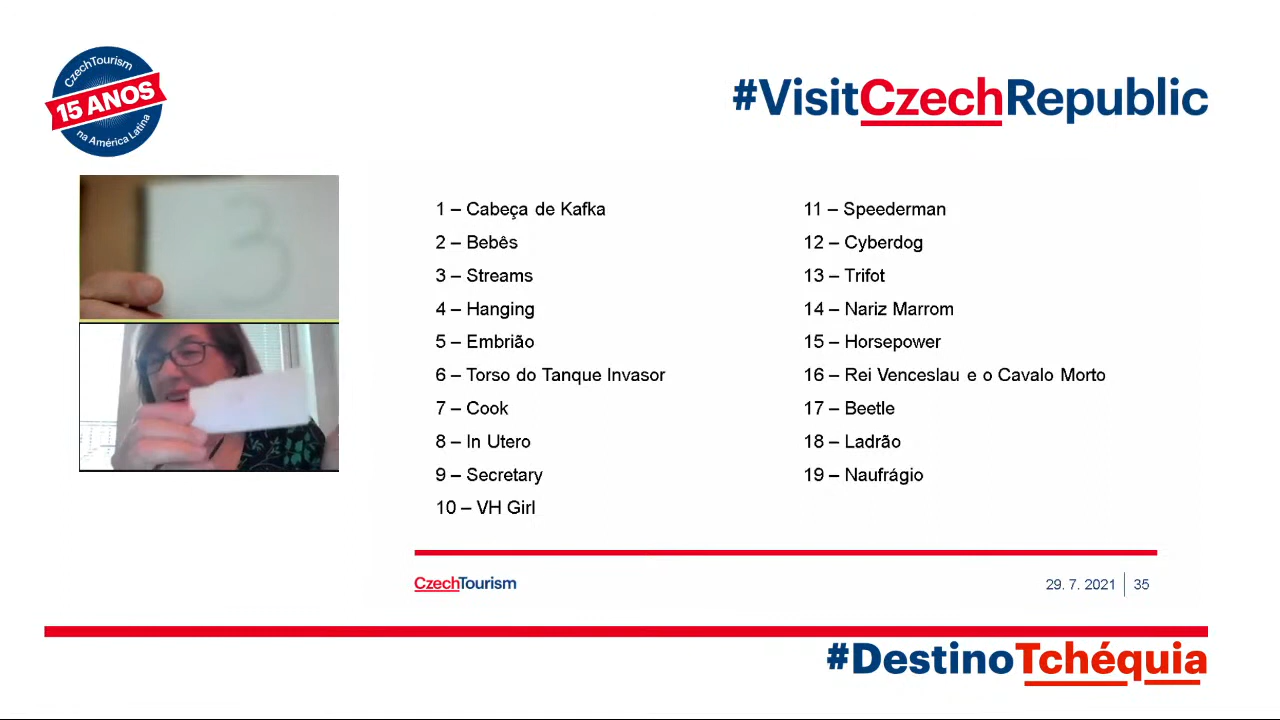 CzechTourism
15 ANOS
na América Latina
#VisitCzechRepublic
3
1 – Cabeça de Kafka
2 – Bebês
3 – Streams
4 – Hanging
5 – Embrião
6 – Torso do Tanque Invasor
7 – Cook
8 – In Utero
9 – Secretary
10 – VH Girl
11 – Speederman
12 – Cyberdog
13 – Trifot
14 – Nariz Marrom
15 – Horsepower
16 – Rei Venceslau e o Cavalo Morto
17 – Beetle
18 – Ladrão
19 – Naufrágio
CzechTourism
29. 7. 2021 | 35
#DestinoTchéquia